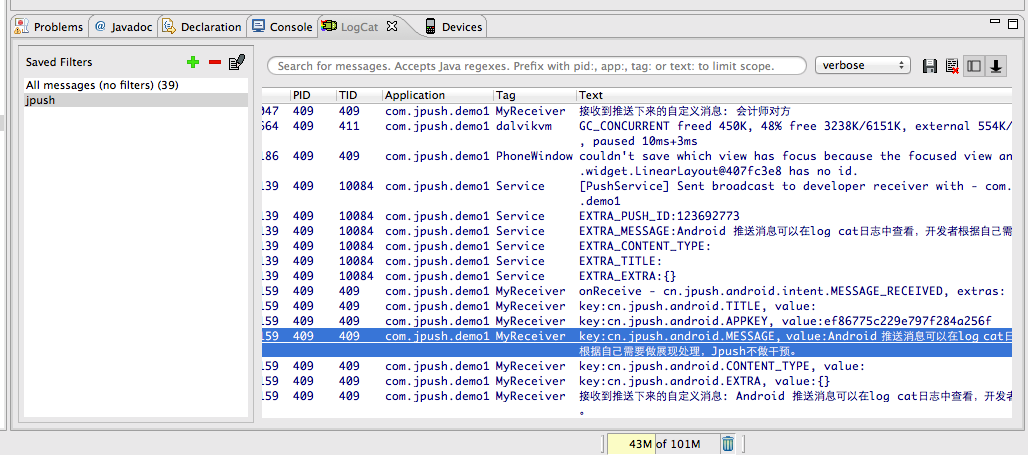 Problems @ Javadoc Declaration Console LogCat Devices
Saved Filters
Search for messages. Accepts Java regexes. Prefix with pid:, app:, tag: or text: to limit scope.
verbose
All messages (no filters) (39)
jpush
PID TID Application Tag Text
047 409 409 com.jpush.demo1 MyReceiver 接收到推送下来的自定义消息: 会计师对方
564 409 411 com.jpush.demo1 dalvikvm GC_CONCURRENT freed 450K, 48% free 3238K/6151K, external 554K/
, paused 10ms+3ms
186 409 409 com.jpush.demo1 PhoneWindow couldn't save which view has focus because the focused view an
.widget.LinearLayout@407fc3e8 has no id.
139 409 10084 com.jpush.demo1 Service [PushService] Sent broadcast to developer receiver with - com.
.demo1
139 409 10084 com.jpush.demo1 Service EXTRA_PUSH_ID:123692773
139 409 10084 com.jpush.demo1 Service EXTRA_MESSAGE:Android 推送消息可以在log cat日志中查看，开发者根据自己需
139 409 10084 com.jpush.demo1 Service EXTRA_CONTENT_TYPE:
139 409 10084 com.jpush.demo1 Service EXTRA_TITLE:
139 409 10084 com.jpush.demo1 Service EXTRA_EXTRA:{}
159 409 409 com.jpush.demo1 MyReceiver onReceive - cn.jpush.android.intent.MESSAGE_RECEIVED, extras:
159 409 409 com.jpush.demo1 MyReceiver key:cn.jpush.android.TITLE, value:
159 409 409 com.jpush.demo1 MyReceiver key:cn.jpush.android.APPKEY, value:ef86775c229e797f284a256f
159 409 409 com.jpush.demo1 MyReceiver key:cn.jpush.android.MESSAGE, value:Android 推送消息可以在log cat日
根据自己需要做展现处理，Jpush不做干预。
159 409 409 com.jpush.demo1 MyReceiver key:cn.jpush.android.CONTENT_TYPE, value:
159 409 409 com.jpush.demo1 MyReceiver key:cn.jpush.android.EXTRA, value:{}
159 409 409 com.jpush.demo1 MyReceiver 接收到推送下来的自定义消息: Android 推送消息可以在log cat日志中查看，开发者
。
43M of 101M